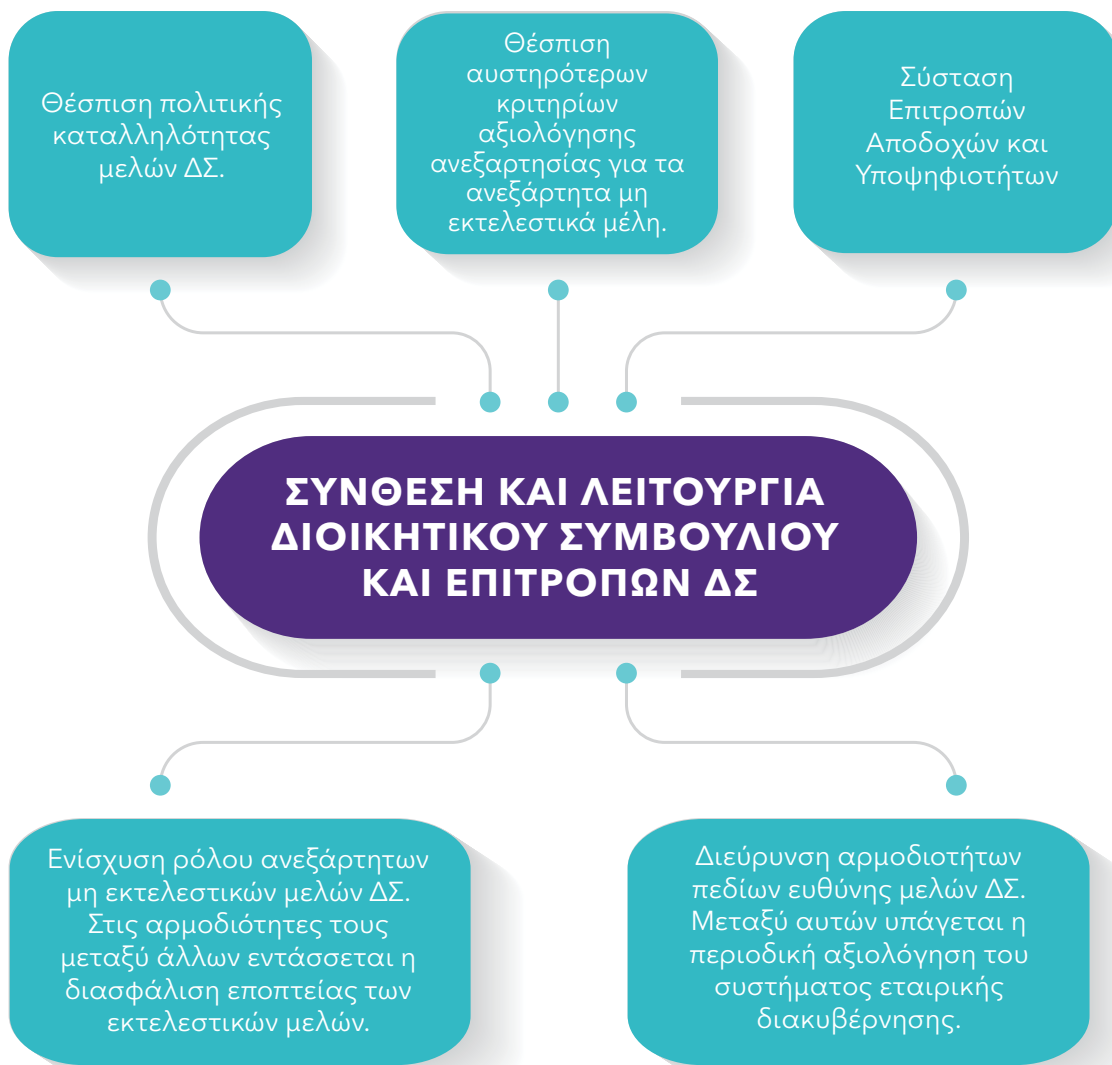 Θέσπιση πολιτικής
καταλληλότητας
μελών ΔΣ.
Θέσπιση
αυστηρότερων
κριτηρίων
αξιολόγησης
ανεξαρτησίας για τα
ανεξάρτητα μη
εκτελεστικά μέλη.
Σύσταση
Επιτροπών
Αποδοχών και
Υποψηφιοτήτων
ΣΥΝΘΕΣΗ ΚΑΙ ΛΕΙΤΟΥΡΓΙΑ
ΔΙΟΙΚΗΤΙΚΟΥ ΣΥΜΒΟΥΛΙΟΥ
ΚΑΙ ΕΠΙΤΡΟΠΩΝ ΔΣ
Ενίσχυση ρόλου ανεξάρτητων
μη εκτελεστικών μελών ΔΣ.
Στις αρμοδιότητες τους
μεταξύ άλλων εντάσσεται η
διασφάλιση εποπτείας των
εκτελεστικών μελών.
Διεύρυνση αρμοδιοτήτων
πεδίων ευθύνης μελών ΔΣ.
Μεταξύ αυτών υπάγεται η
περιοδική αξιολόγηση του
συστήματος εταιρικής
διακυβέρνησης.